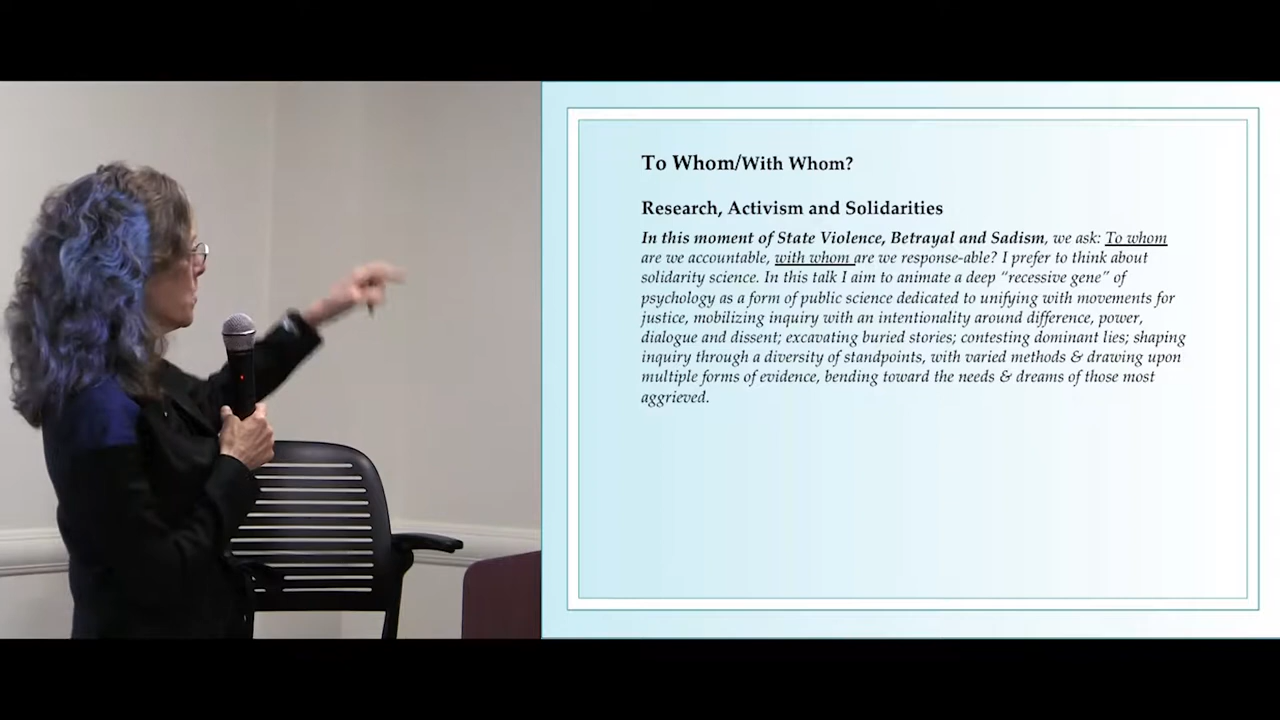 To Whom/With Whom?
Research, Activism and Solidarities
In this moment of State Violence, Betrayal and Sadism, we ask: To whom
are we accountable, with whom are we response-able? I prefer to think about
solidarity science. In this talk I aim to animate a deep “recessive gene” of
psychology as a form of public science dedicated to unifying with movements for
justice, mobilizing inquiry with an intentionality around difference, power,
dialogue and dissent; excavating buried stories; contesting dominant lies; shaping
inquiry through a diversity of standpoints, with varied methods & drawing upon
multiple forms of evidence, bending toward the needs & dreams of those most
aggrieved.